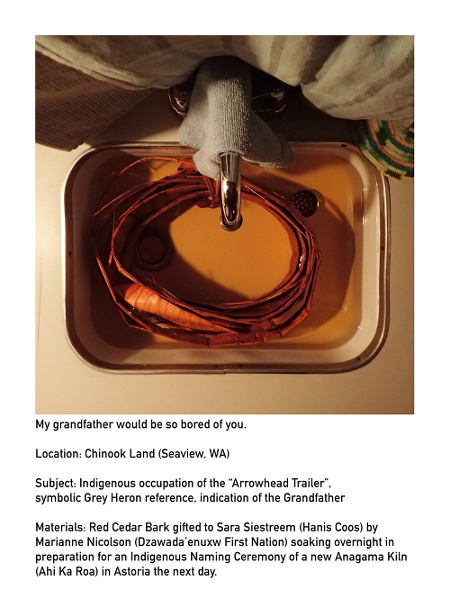 My grandfather would be so bored of you.
Location: Chinook Land (Seaview, WA)
Subject: Indigenous occupation of the “Arrowhead Trailer”,
symbolic Grey Heron reference, indication of the Grandfather
Materials: Red Cedar Bark gifted to Sara Siestreem (Hanis Coos) by
Marianne Nicolson (Dzawada’enuxw First Nation) soaking overnight in
preparation for an Indigenous Naming Ceremony of a new Anagama Kiln
(Ahi Ka Roa) in Astoria the next day.